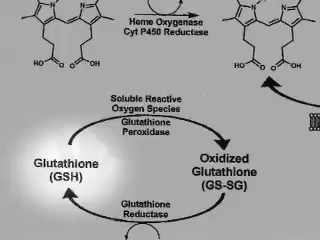 N
N
Heme Oxygenase
Cyt P450 Reductase
HO O O OH
HO O O OH
Soluble Reactive
Oxygen Species
Glutathione
Peroxidase
Glutathione
(GSH)
Oxidized
Glutathione
(GS-SG)
Glutathione
Reductase